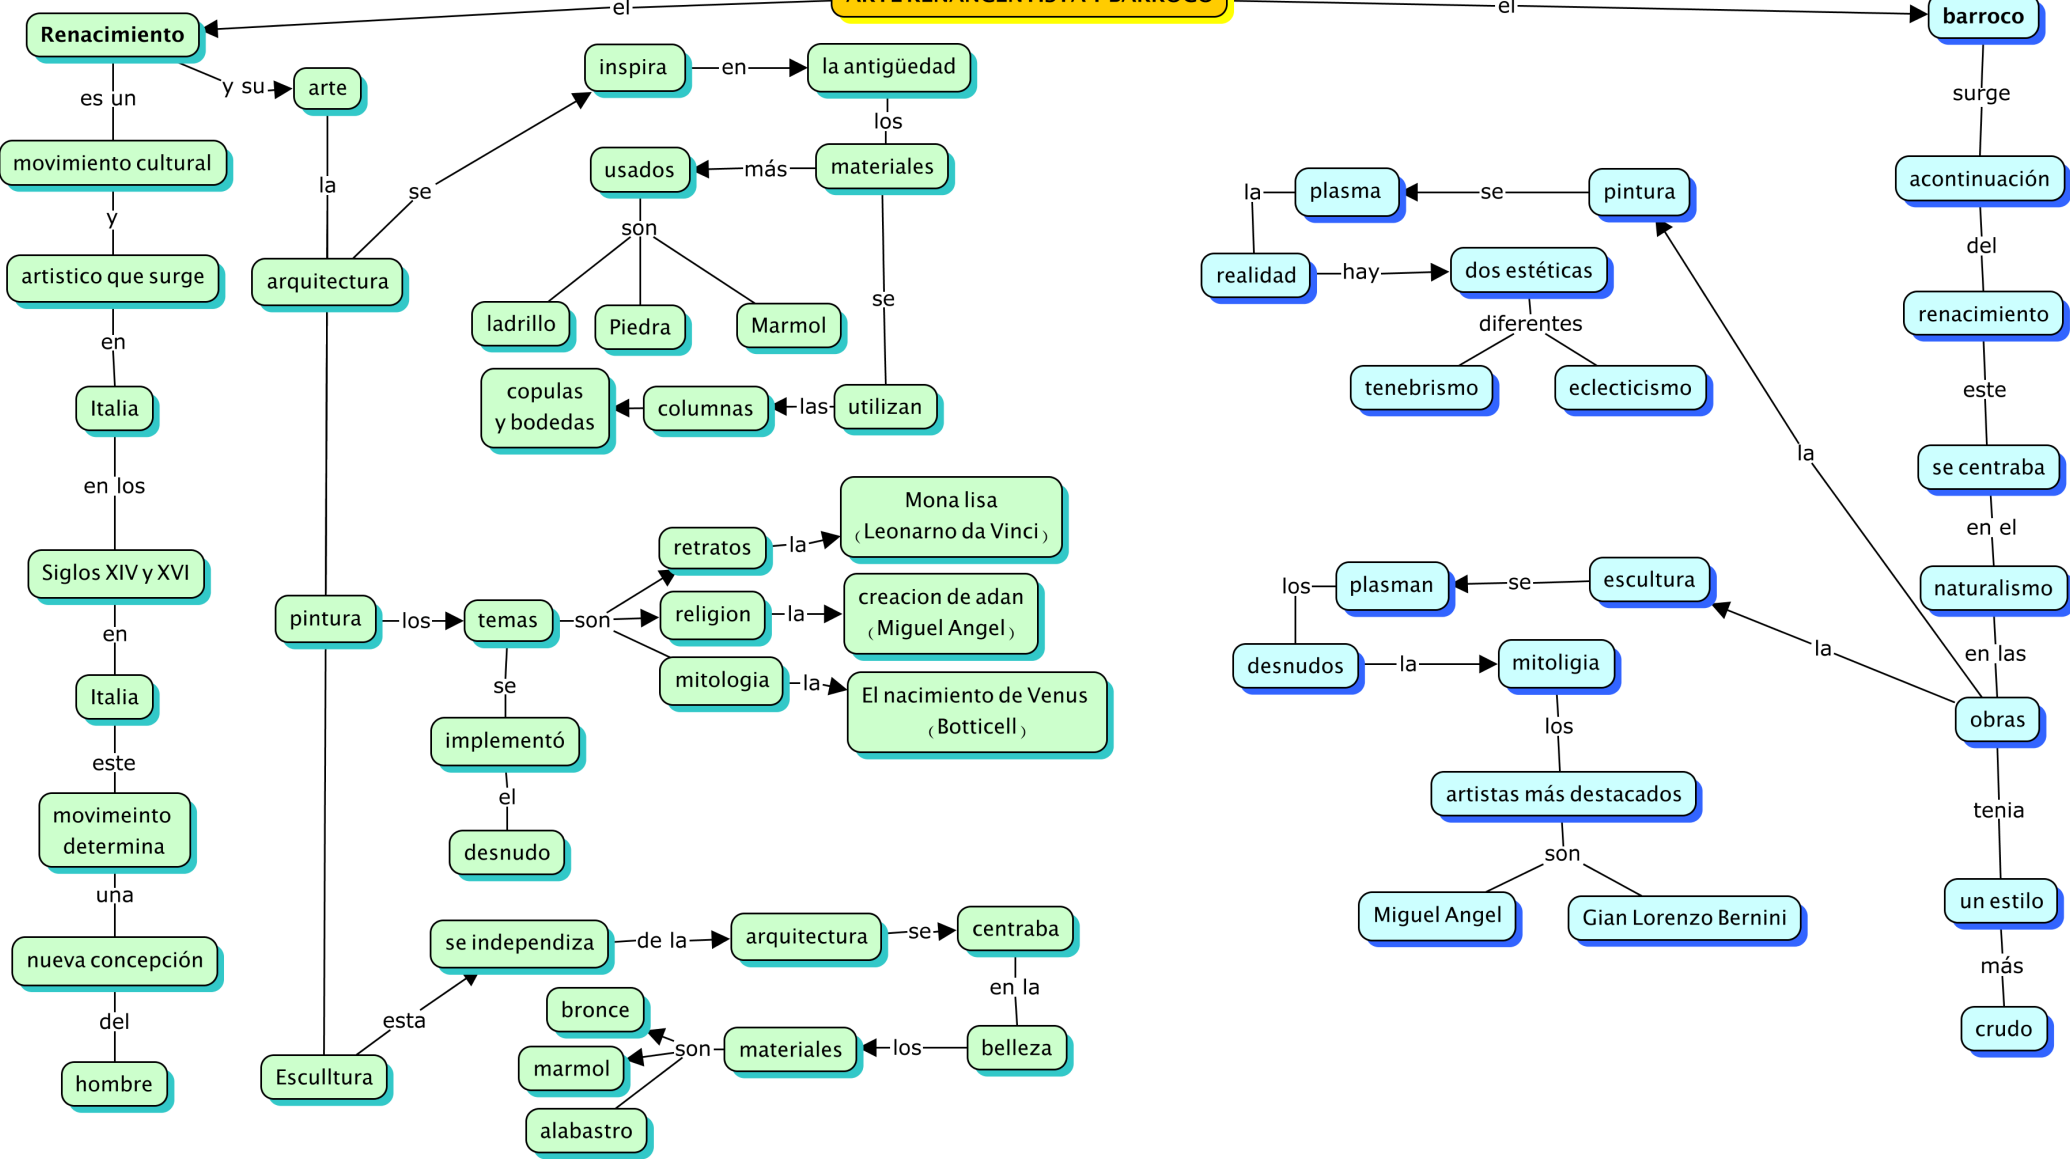 ARTE RENANCENTISTA Y BARROCO
el
el
Renacimiento
es un
movimiento cultural
y
artistico que surge
en
Italia
en los
Siglos XIV y XVI
en
Italia
este
movimeinto
determina
una
nueva concepción
del
hombre
y su
arte
la
arquitectura
se
inspira
en
la antigüedad
los
materiales
más
usados
son
ladrillo
Piedra
Marmol
se
utilizan
las
columnas
copulas
y bodedas
pintura
los
temas
son
retratos
la
Mona lisa
(Leonarno da Vinci)
religion
la
creacion de adan
(Miguel Angel)
mitologia
la
El nacimiento de Venus
(Botticell)
se
implementó
el
desnudo
Esculltura
esta
se independiza
de la
arquitectura
se
centraba
en la
belleza
los
materiales
son
bronce
marmol
alabastro
barroco
surge
acontinuación
del
renacimiento
este
se centraba
en el
naturalismo
en las
obras
tenia
un estilo
más
crudo
la
pintura
se
plasma
la
realidad
hay
dos estéticas
diferentes
tenebrismo
eclecticismo
la
escultura
se
plasman
los
desnudos
la
mitoligia
los
artistas más destacados
son
Miguel Angel
Gian Lorenzo Bernini